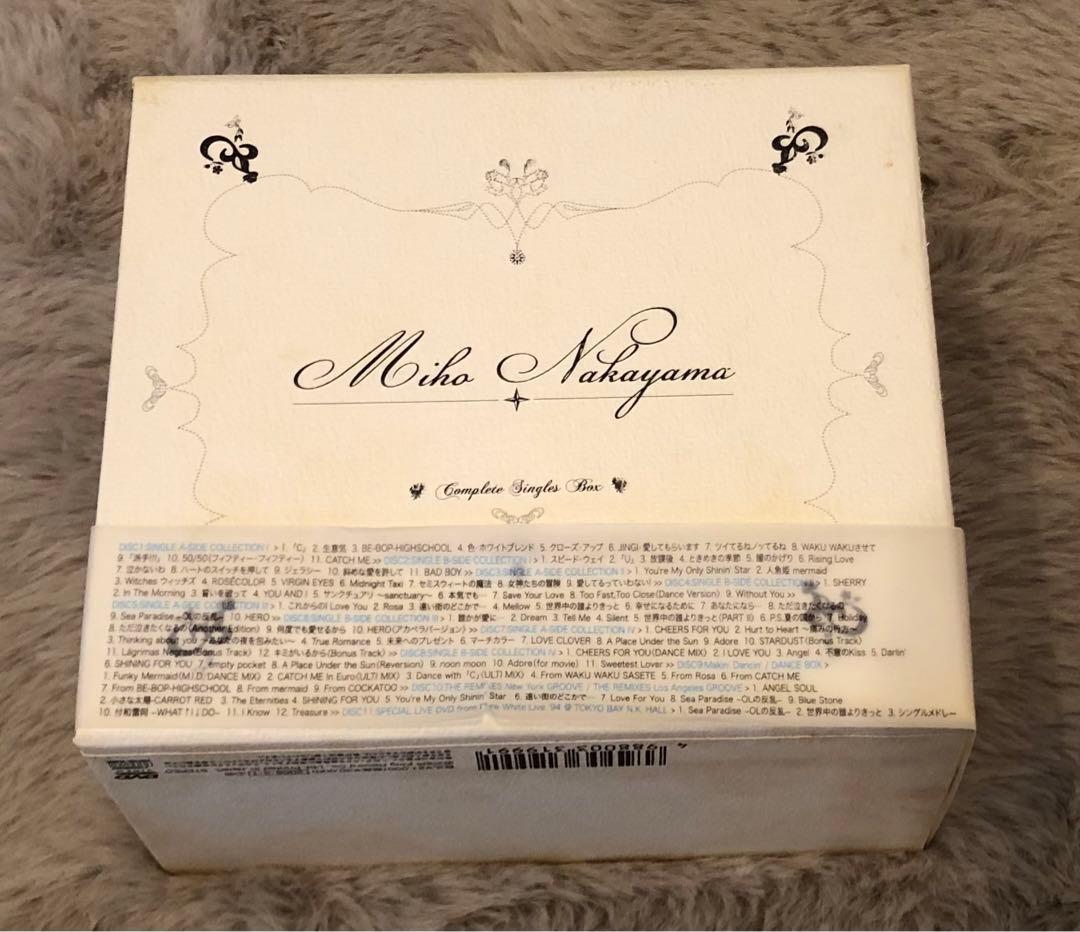 Miho Nakayama
Complete Singles Box
DISC1:SINGLE A-SIDE COLLECTION I > 1. 「C」 2. 生意気 3. BE-BOP-HIGHSCHOOL 4. 色・ホワイトブレンド 5. クローズ・アップ 6. JINGI・愛してもらいます 7. ツイてるねノッてるね 8. WAKU WAKUさせて
9. 「派手!!!」 10. 50/50(フィフティー・フィフティー) 11. CATCH ME >> DISC2:SINGLE B-SIDE COLLECTION I > 1. スピード・ウェイ 2. 「U」 3. 放課後 4. ときめきの季節 5. 瞳のかげり 6. Rising Love
7. 泣かないわ 8. ハートのスイッチを押して 9. ジェラシー 10. 斜めな愛を許して 11. BAD BOY >> DISC3:SINGLE A-SIDE COLLECTION II > 1. You're My Only Shinin' Star 2. 人魚姫 mermaid
3. Witches ウィッチズ 4. ROSÉCOLOR 5. VIRGIN EYES 6. Midnight Taxi 7. セミスウィートの魔法 8. 女神たちの冒険 9. 愛してるっていわない! >> DISC4:SINGLE B-SIDE COLLECTION II > 1. SHERRY
2. In The Morning 3. 誓いを破って 4. YOU AND I 5. サンクチュアリ ～sanctuary～ 6. 本気でも… 7. Save Your Love 8. Too Fast,Too Close(Dance Version) 9. Without You >>
DISC5:SINGLE A-SIDE COLLECTION III > 1. これからのI Love You 2. Rosa 3. 遠い街のどこかで… 4. Mellow 5. 世界中の誰よりきっと 6. 幸せになるために 7. あなたになら… 8. ただ泣きたくなるの
9. Sea Paradise -OLの反乱- 10. HERO >> DISC6:SINGLE B-SIDE COLLECTION III > 1. 誰かが愛に… 2. Dream 3. Tell Me 4. Silent 5. 世界中の誰よりきっと(PART II) 6. P.S.夏の Holiday
8. ただ泣きたくなるの(Another Edition) 9. 何度でも愛せるから 10. HERO(アカペラバージョン) >> DISC7:SINGLE A-SIDE COLLECTION IV > 1. CHEERS FOR YOU 2. Hurt to Heart ～痛みの行方～
3. Thinking about you ～あなたの夜を包みたい～ 4. True Romance 5. 未来へのプレゼント 6. マーチカラー 7. LOVE CLOVER 8. A Place Under the Sun 9. Adore 10. STARDUST(Bonus Track)
11. Lágrimas Negras(Bonus Track) 12. キミがいるから(Bonus Track) >> DISC8:SINGLE B-SIDE COLLECTION IV > 1. CHEERS FOR YOU(DANCE MIX) 2. I LOVE YOU 3. Angel 4. 不意のKiss 5. Darlin'
6. SHINING FOR YOU 7. empty pocket 8. A Place Under the Sun(Reversion) 9. noon moon 10. Adore(for movie) 11. Sweetest Lover >> DISC9:Makin' Dancin' / DANCE BOX >
1. Funky Mermaid(M.I.D. DANCE MIX) 2. CATCH ME In Euro(ULTI MIX) 3. Dance with 「C」(ULTI MIX) 4. From WAKU WAKU SASETE 5. From Rosa 6. From CATCH ME
7. From BE-BOP-HIGHSCHOOL 8. From mermaid 9. From COCKATOO >> DISC10:THE REMIXES New York GROOVE / THE REMIXES Los Angeles GROOVE > 1. ANGEL SOUL
2. 小さな太陽-CARROT RED 3. The Eternities 4. SHINING FOR YOU 5. You're My Only Shinin' Star 6. 遠い街のどこかで… 7. Love For You 8. Sea Paradise -OLの反乱- 9. Blue Stone
10. 付和雷同 -WHAT↑I↓DO- 11. I Know 12. Treasure >> DISC11:SPECIAL LIVE DVD from Pure White Live '94 @ TOKYO BAY N.K. HALL > 1. Sea Paradise -OLの反乱- 2. 世界中の誰よりきっと 3. シングルメドレー